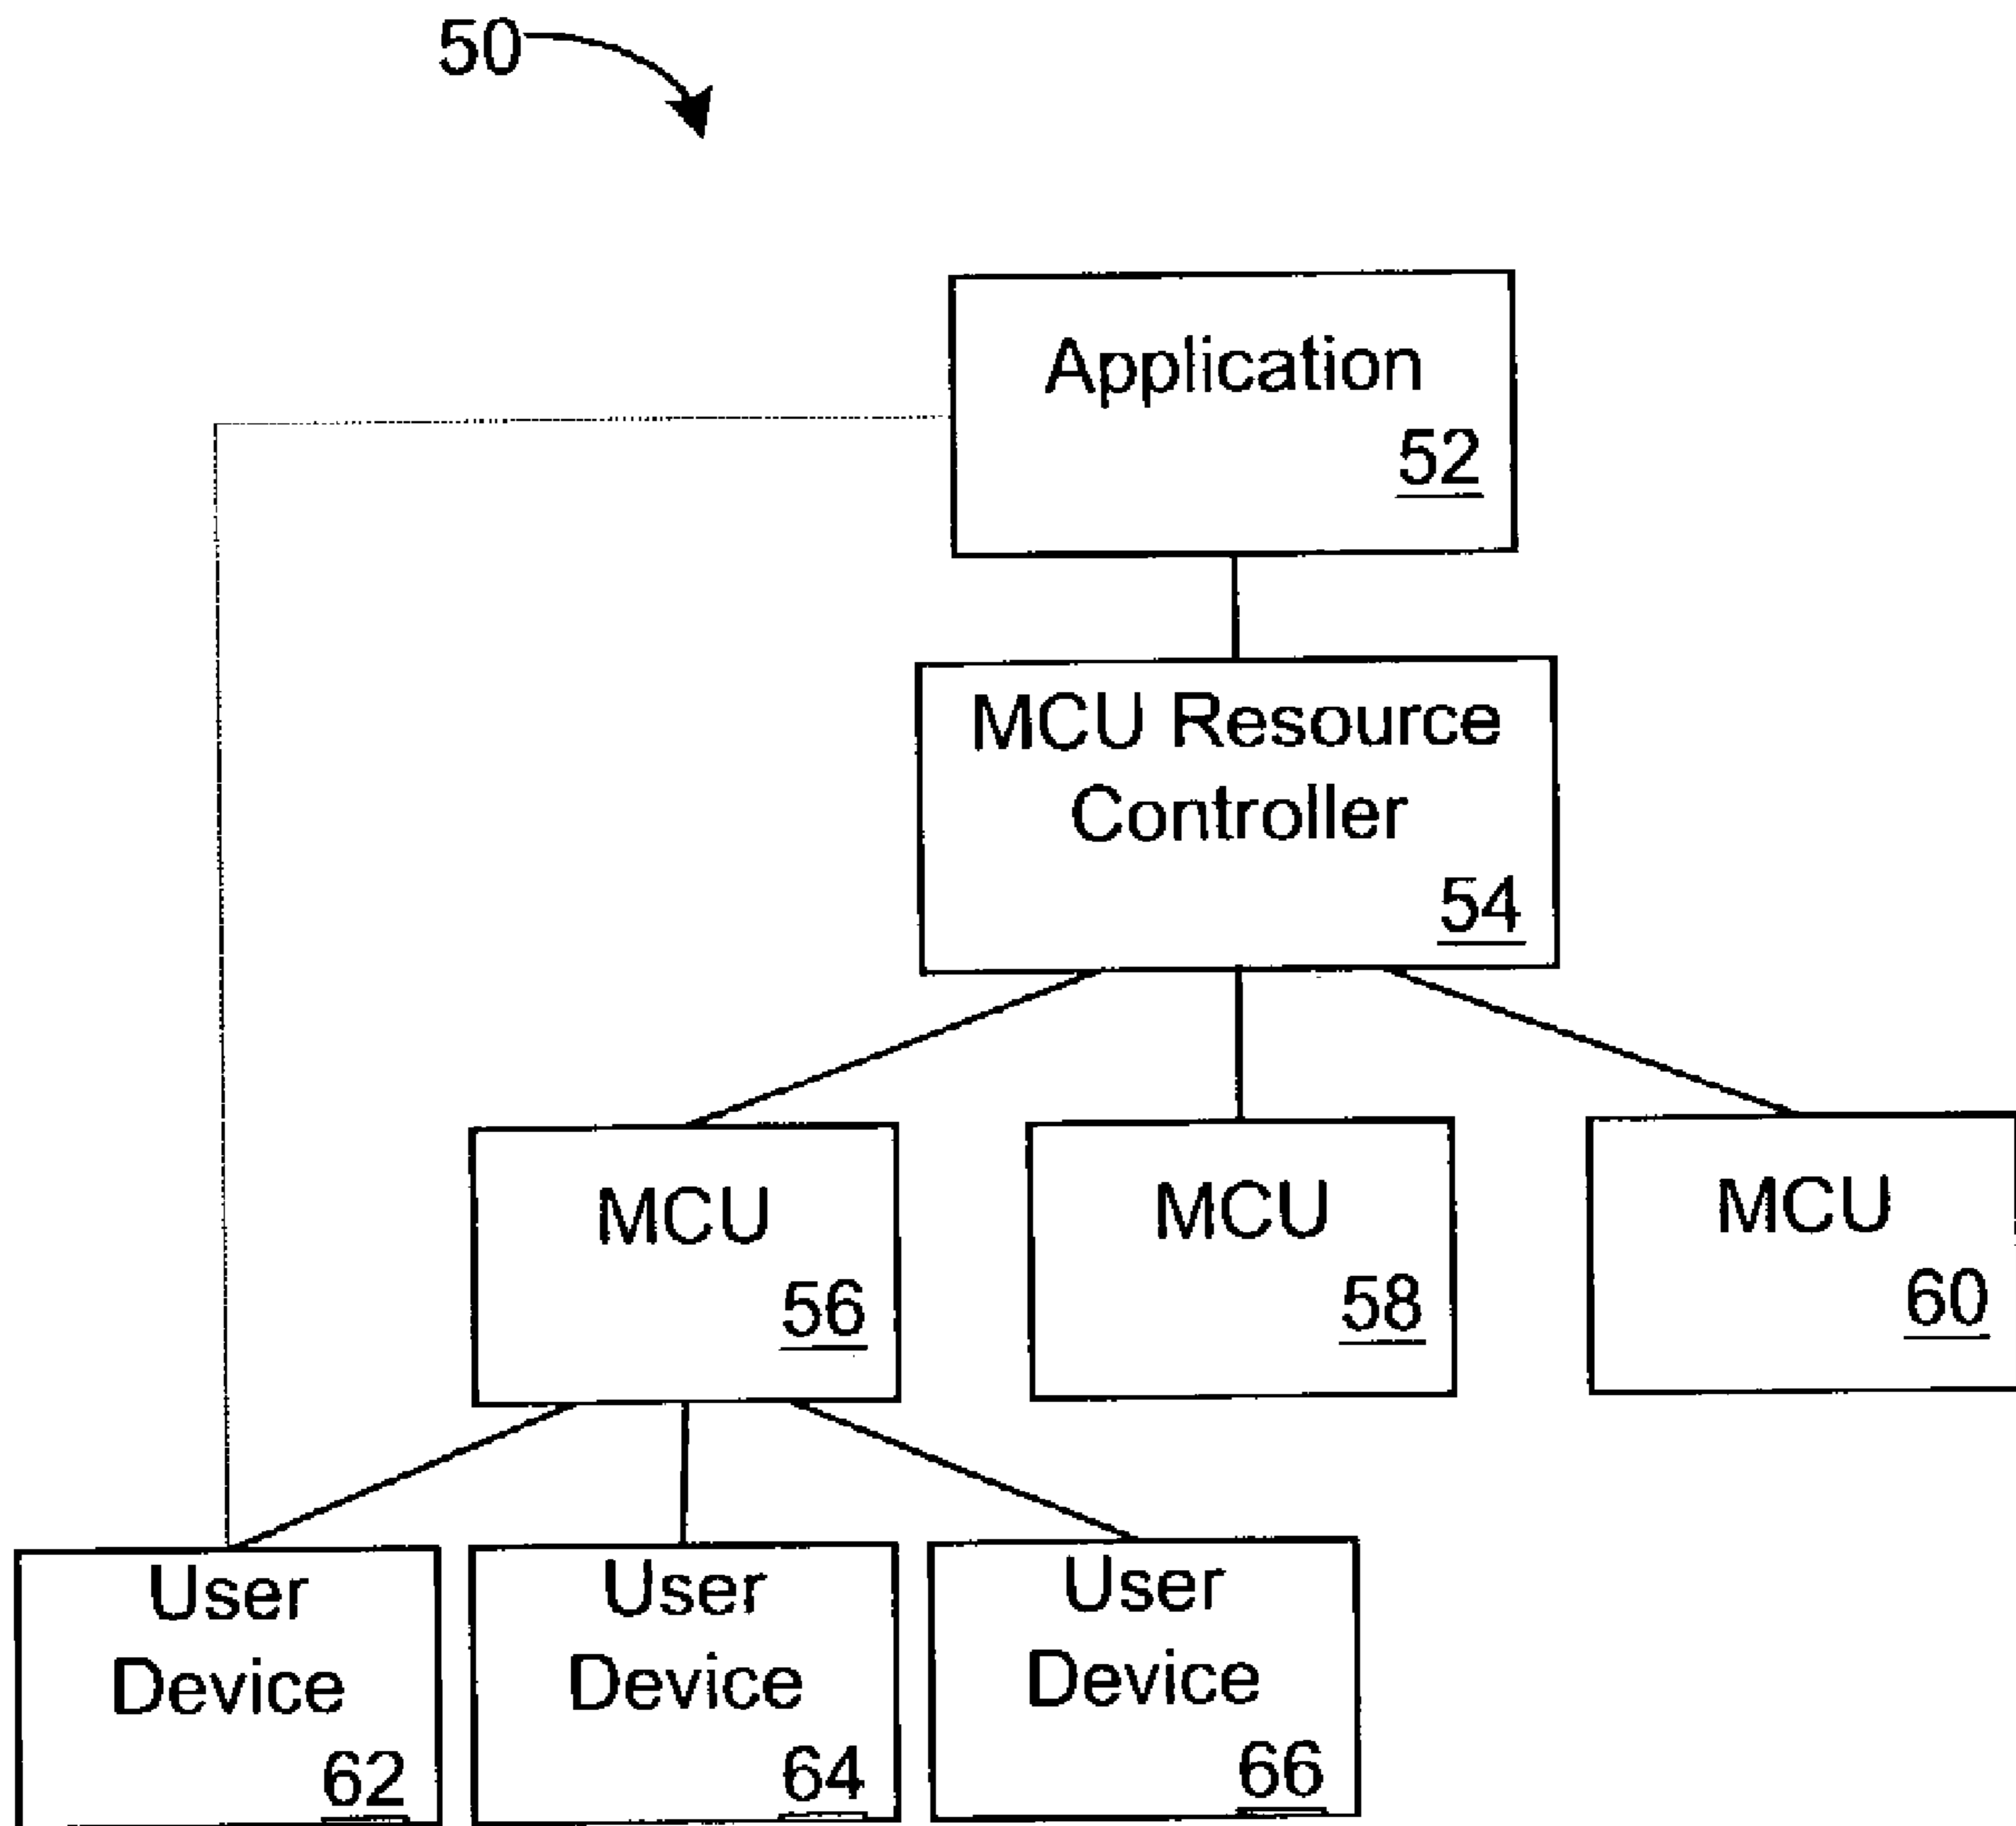 50
Application
52
MCU Resource
Controller
54
MCU
56
MCU
58
MCU
60
User
Device
62
User
Device
64
User
Device
66